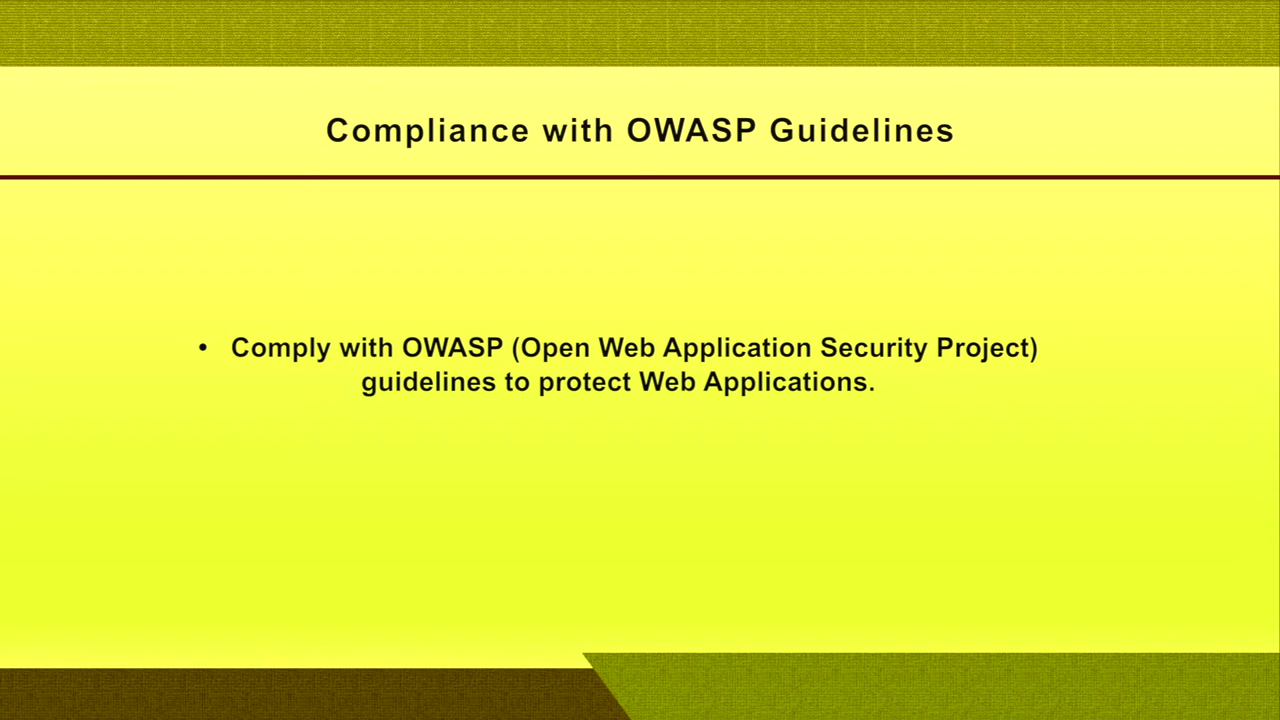 Compliance with OWASP Guidelines
• Comply with OWASP (Open Web Application Security Project)
guidelines to protect Web Applications.